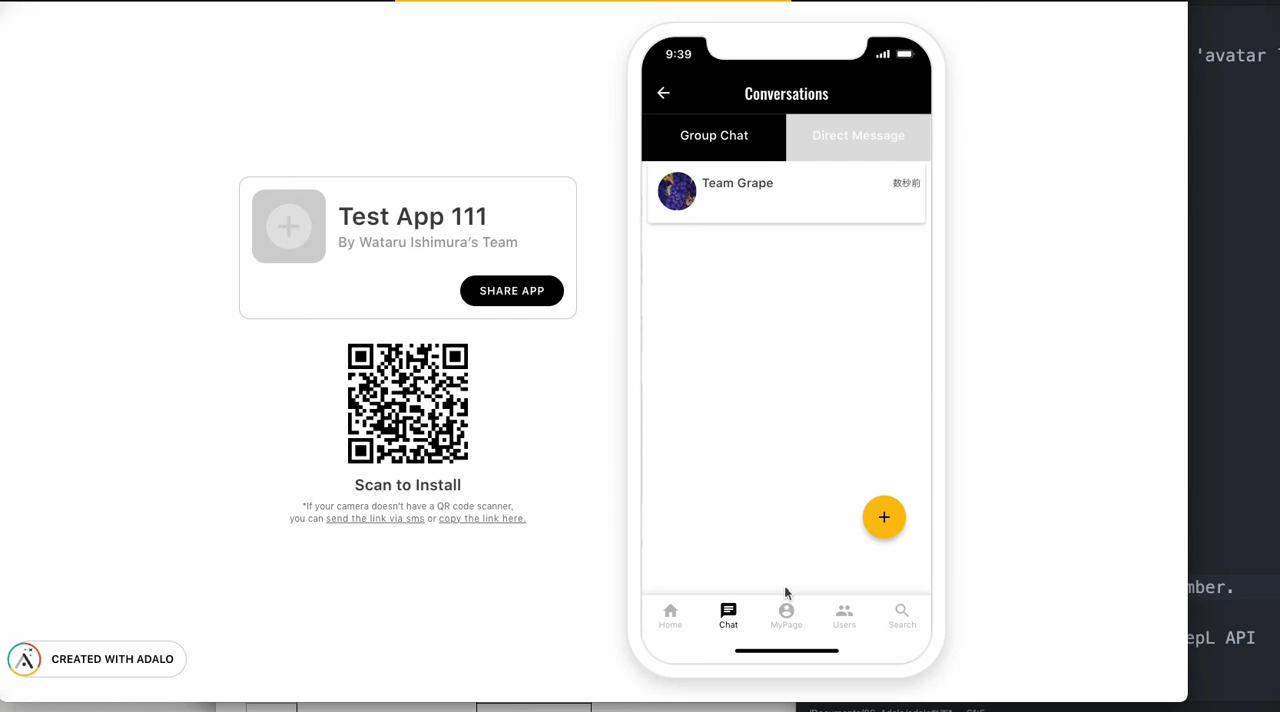 'avatar
9:39
Conversations
Group Chat
Direct Message
Team Grape
数秒前
Test App 111
By Wataru Ishimura's Team
SHARE APP
Scan to Install
*If your camera doesn't have a QR code scanner,
you can send the link via sms or copy the link here.
mber.
epL API
Home
Chat
MyPage
Users
Search
CREATED WITH ADALO